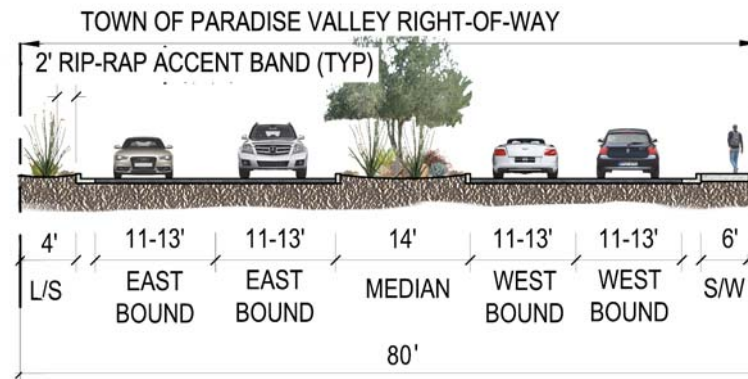 TOWN OF PARADISE VALLEY RIGHT-OF-WAY
2' RIP-RAP ACCENT BAND (TYP)
4' 11-13' 11-13' 14' 11-13' 11-13' 6'
L/S EAST BOUND EAST BOUND MEDIAN WEST BOUND WEST BOUND S/W
80'